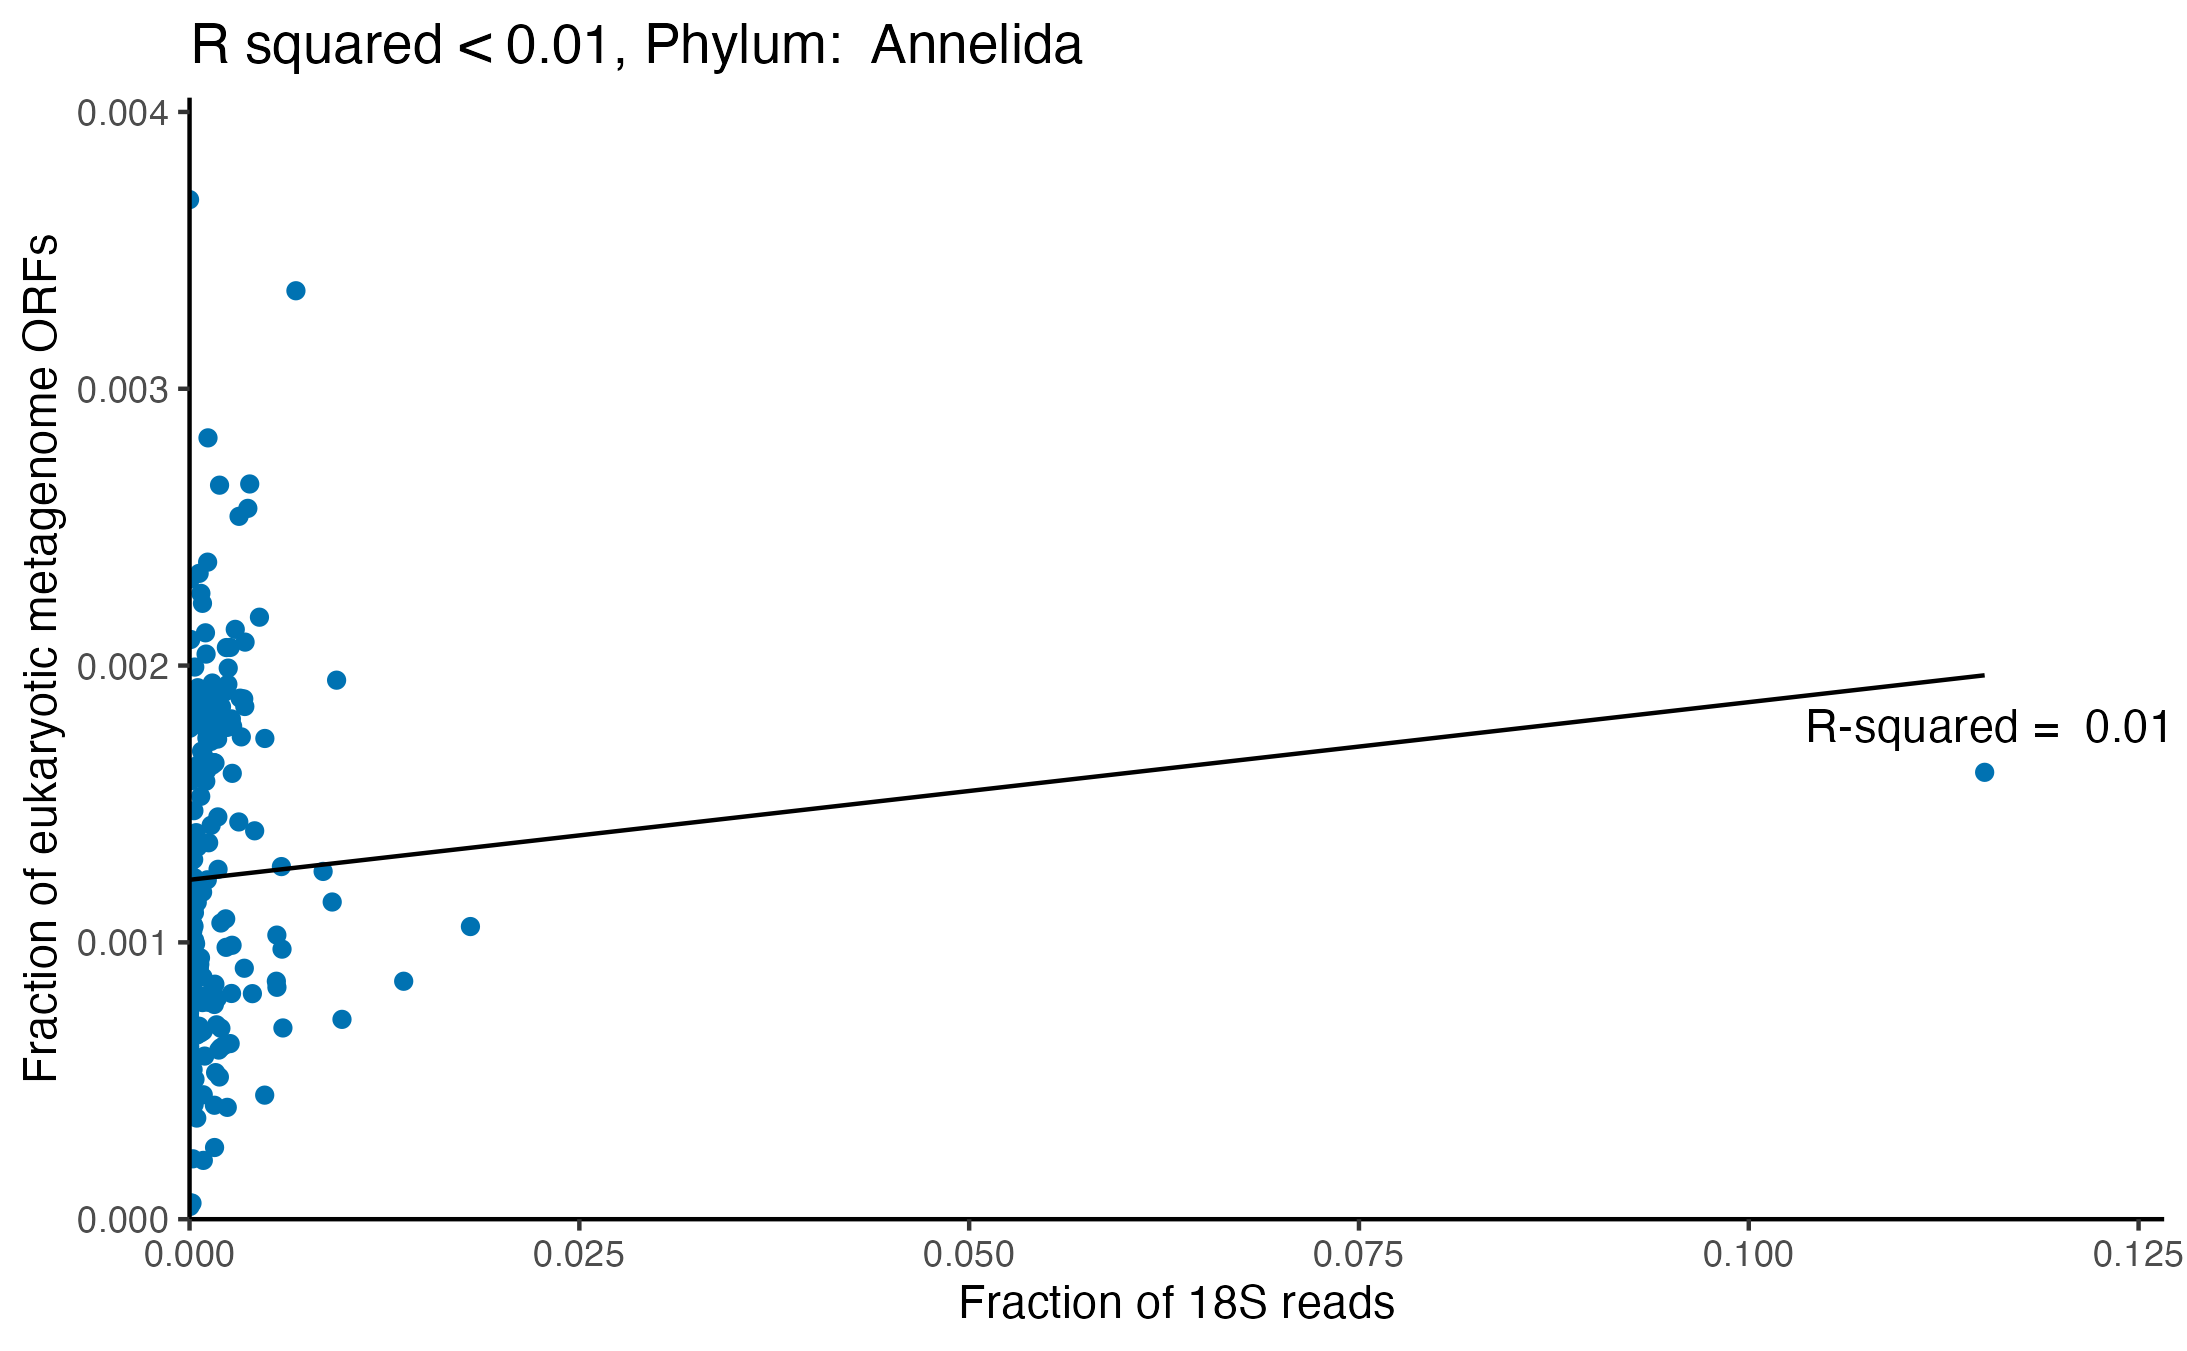 R squared < 0.01, Phylum:  Annelida
Fraction of eukaryotic metagenome ORFs
0.004
0.003
0.002
0.001
0.000
R-squared =  0.01
0.000 0.025 0.050 0.075 0.100 0.125
Fraction of 18S reads